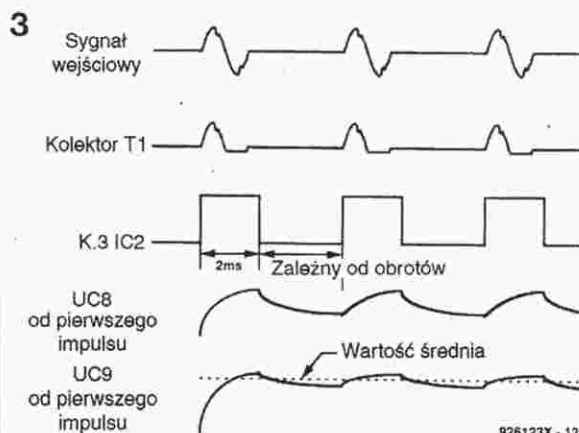 3
Sygnał
wejściowy
Kolektor T1
K.3 IC2
2ms
Zależny od obrotów
UC8
od pierwszego
impulsu
Wartość średnia
UC9
od pierwszego
impulsu